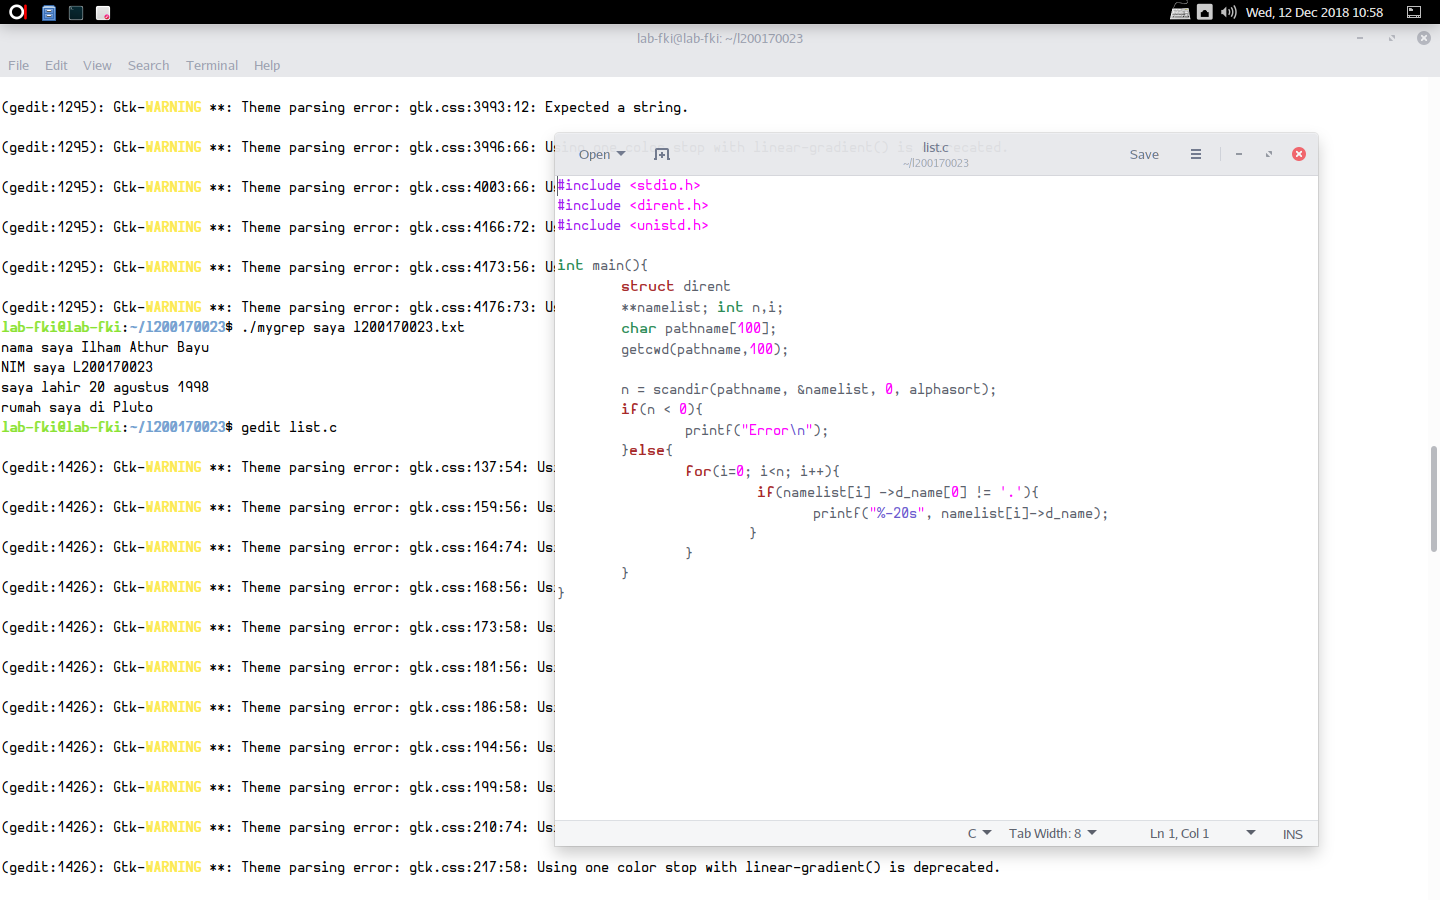 Wed, 12 Dec 2018 10:58
lab-fki@lab-fki: ~/l200170023
File Edit View Search Terminal Help
(gedit:1295): Gtk-WARNING **: Theme parsing error: gtk.css:3993:12: Expected a string.
(gedit:1295): Gtk-WARNING **: Theme parsing error: gtk.css:3996:66: Using one color stop with linear-gradient() is deprecated.
(gedit:1295): Gtk-WARNING **: Theme parsing error: gtk.css:4003:66: Us
(gedit:1295): Gtk-WARNING **: Theme parsing error: gtk.css:4166:72: Us
(gedit:1295): Gtk-WARNING **: Theme parsing error: gtk.css:4173:56: Us
(gedit:1295): Gtk-WARNING **: Theme parsing error: gtk.css:4176:73: Us
lab-fki@lab-fki:~/l200170023$ ./mygrep saya l200170023.txt
nama saya Ilham Athur Bayu
NIM saya L200170023
saya lahir 20 agustus 1998
rumah saya di Pluto
lab-fki@lab-fki:~/l200170023$ gedit list.c
(gedit:1426): Gtk-WARNING **: Theme parsing error: gtk.css:137:54: Us
(gedit:1426): Gtk-WARNING **: Theme parsing error: gtk.css:159:56: Us
(gedit:1426): Gtk-WARNING **: Theme parsing error: gtk.css:164:74: Us
(gedit:1426): Gtk-WARNING **: Theme parsing error: gtk.css:168:56: Us
(gedit:1426): Gtk-WARNING **: Theme parsing error: gtk.css:173:58: Us
(gedit:1426): Gtk-WARNING **: Theme parsing error: gtk.css:181:56: Us
(gedit:1426): Gtk-WARNING **: Theme parsing error: gtk.css:186:58: Us
(gedit:1426): Gtk-WARNING **: Theme parsing error: gtk.css:194:56: Us
(gedit:1426): Gtk-WARNING **: Theme parsing error: gtk.css:199:58: Us
(gedit:1426): Gtk-WARNING **: Theme parsing error: gtk.css:210:74: Us
(gedit:1426): Gtk-WARNING **: Theme parsing error: gtk.css:217:58: Using one color stop with linear-gradient() is deprecated.
Open list.c Save
~/l200170023
#include <stdio.h>
#include <dirent.h>
#include <unistd.h>
int main(){
struct dirent
**namelist; int n,i;
char pathname[100];
getcwd(pathname,100);
n = scandir(pathname, &namelist, 0, alphasort);
if(n < 0){
printf("Error\n");
}else{
for(i=0; i<n; i++){
if(namelist[i] ->d_name[0] != '.'){
printf("%-20s", namelist[i]->d_name);
}
}
}
}
C Tab Width: 8 Ln 1, Col 1 INS